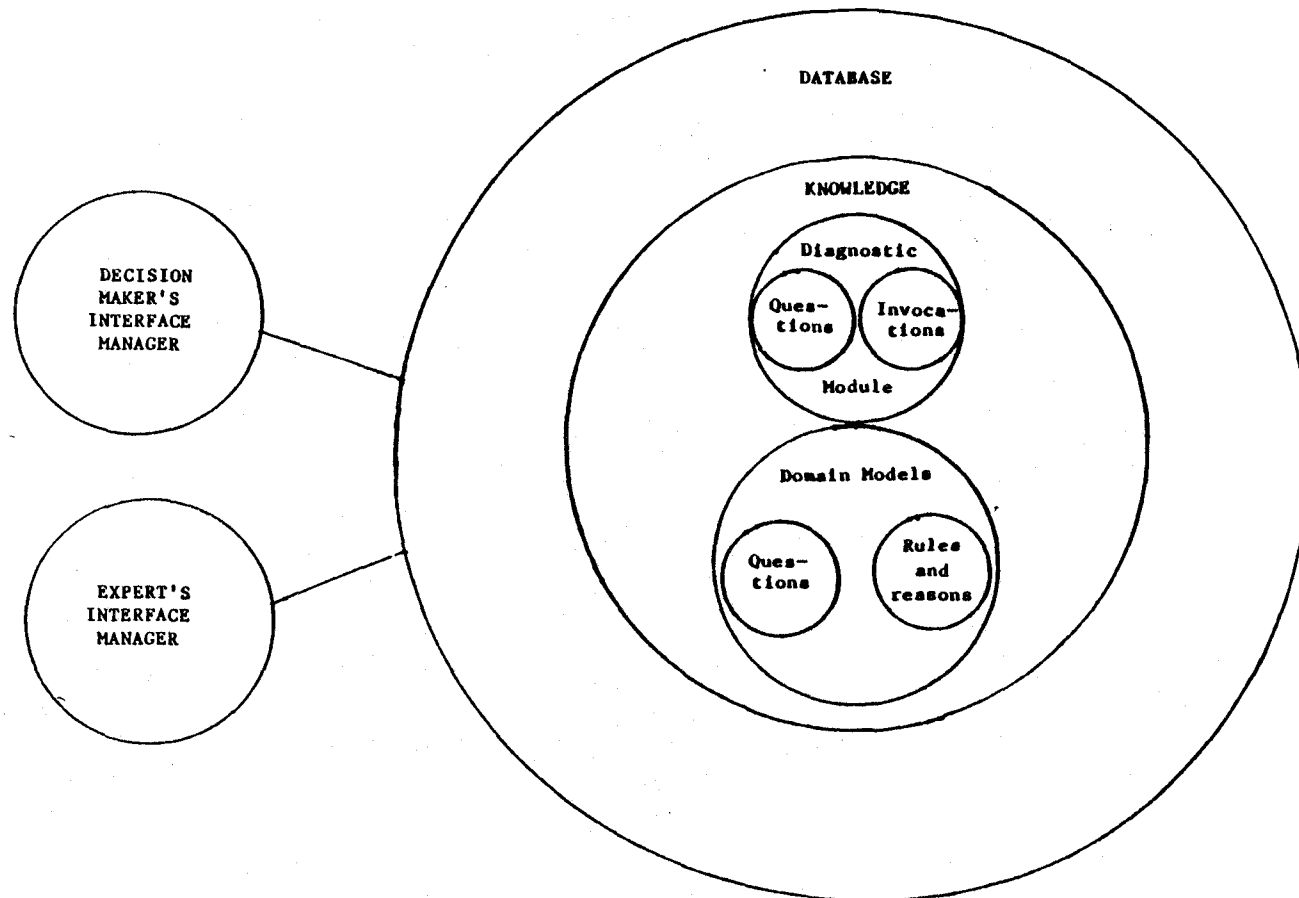 DATABASE
KNOWLEDGE
Diagnostic
Ques-
tions
Invoca-
tions
Module
Domain Models
Ques-
tions
Rules
and
reasons
DECISION
MAKER'S
INTERFACE
MANAGER
EXPERT'S
INTERFACE
MANAGER